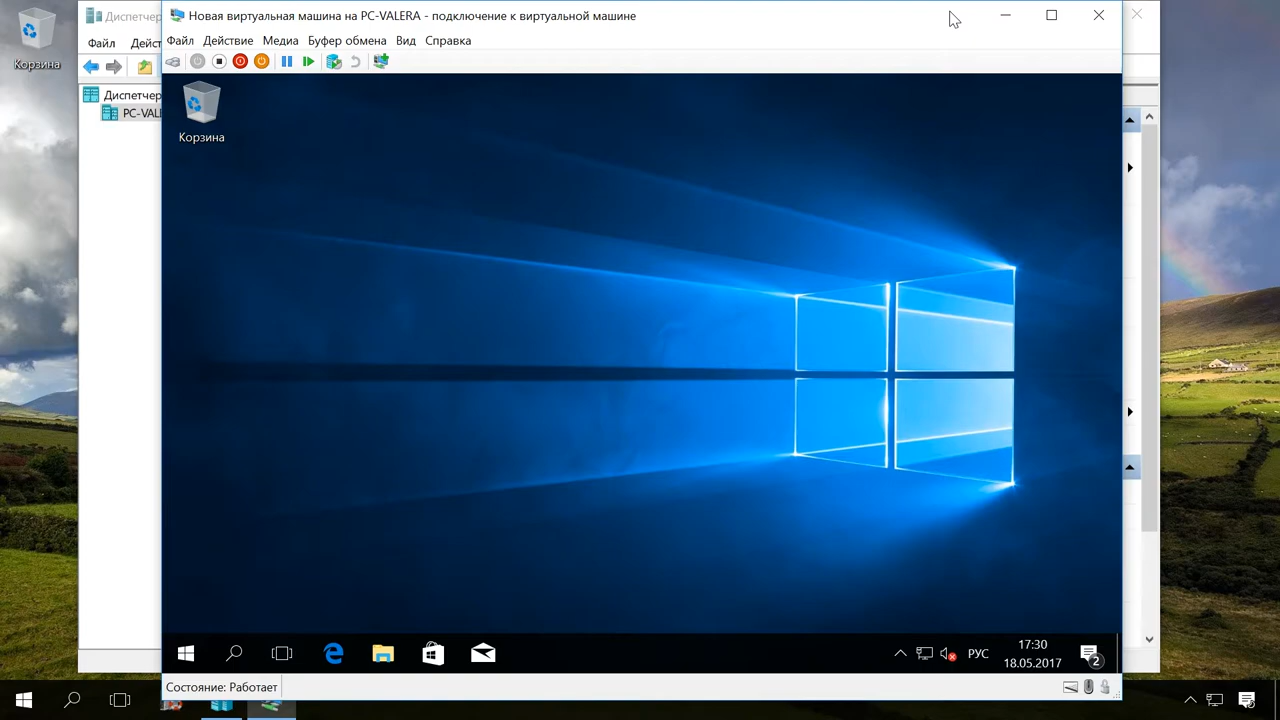 Корзина
Диспетчер
Файл
Дейст
Диспетчер
PC-VALE
Новая виртуальная машина на PC-VALERA - подключение к виртуальной машине
Файл Действие Медиа Буфер обмена Вид Справка
Корзина
РУС
17:30
18.05.2017
2
Состояние: Работает